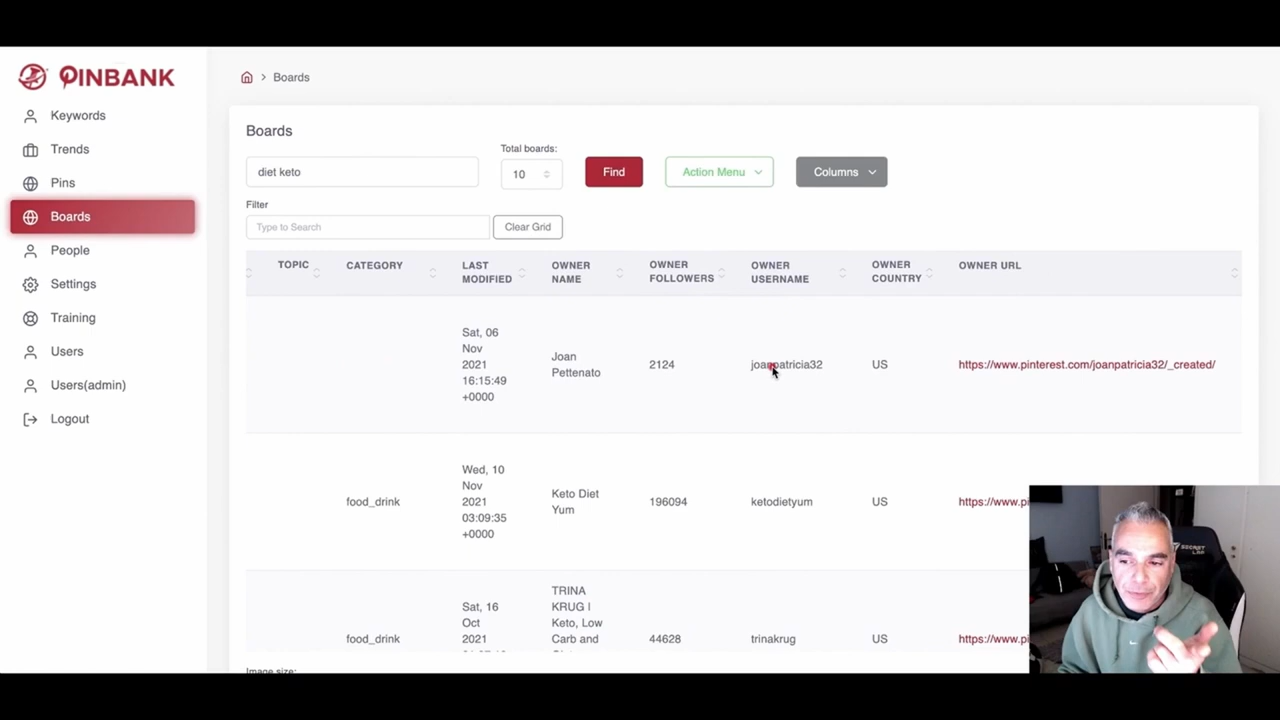 PINBANK
Keywords
Trends
Pins
Boards
People
Settings
Training
Users
Users(admin)
Logout
Boards
Boards
Total boards:
diet keto
10
Find
Action Menu
Columns
Filter
Type to Search
Clear Grid
TOPIC
CATEGORY
LAST
MODIFIED
OWNER
NAME
OWNER
FOLLOWERS
OWNER
USERNAME
OWNER
COUNTRY
OWNER URL
Sat, 06
Nov
2021
16:15:49
+0000
Joan
Pettenato
2124
joanpatricia32
US
https://www.pinterest.com/joanpatricia32/_created/
food_drink
Wed, 10
Nov
2021
03:09:35
+0000
Keto Diet
Yum
196094
ketodietyum
US
https://www.pi
food_drink
Sat, 16
Oct
2021
TRINA
KRUG |
Keto, Low
Carb and
44628
trinakrug
US
https://www.pi
Image size:
SECRET
LAB